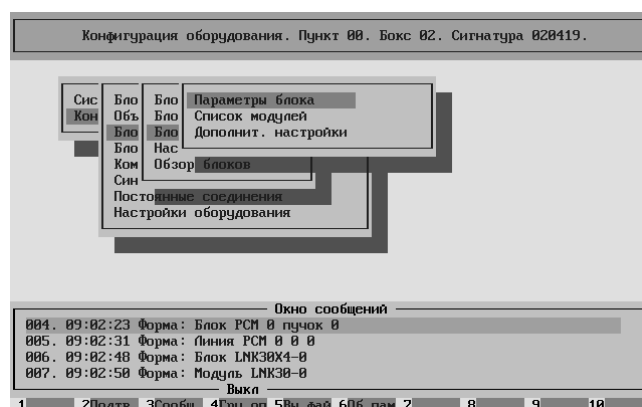 Конфигурация оборудования. Пункт 00. Бокс 02. Сигнатура 020419.
Сис Бло Бло Параметры блока
Кон Объ Бло Список модулей
Бло Бло Дополнит. настройки
Бло Нас
Ком Обзор блоков
Син
Постоянные соединения
Настройки оборудования
Окно сообщений
004. 09:02:23 Форма: Блок PCM 0 пучок 0
005. 09:02:31 Форма: Линия PCM 0 0 0
006. 09:02:48 Форма: Блок LNK30X4-0
007. 09:02:50 Форма: Модуль LNK30-0
Выкл
1 2Подтв 3Сообщ 4Гру оп 5Вы фай 6Об пам 7 8 9 10